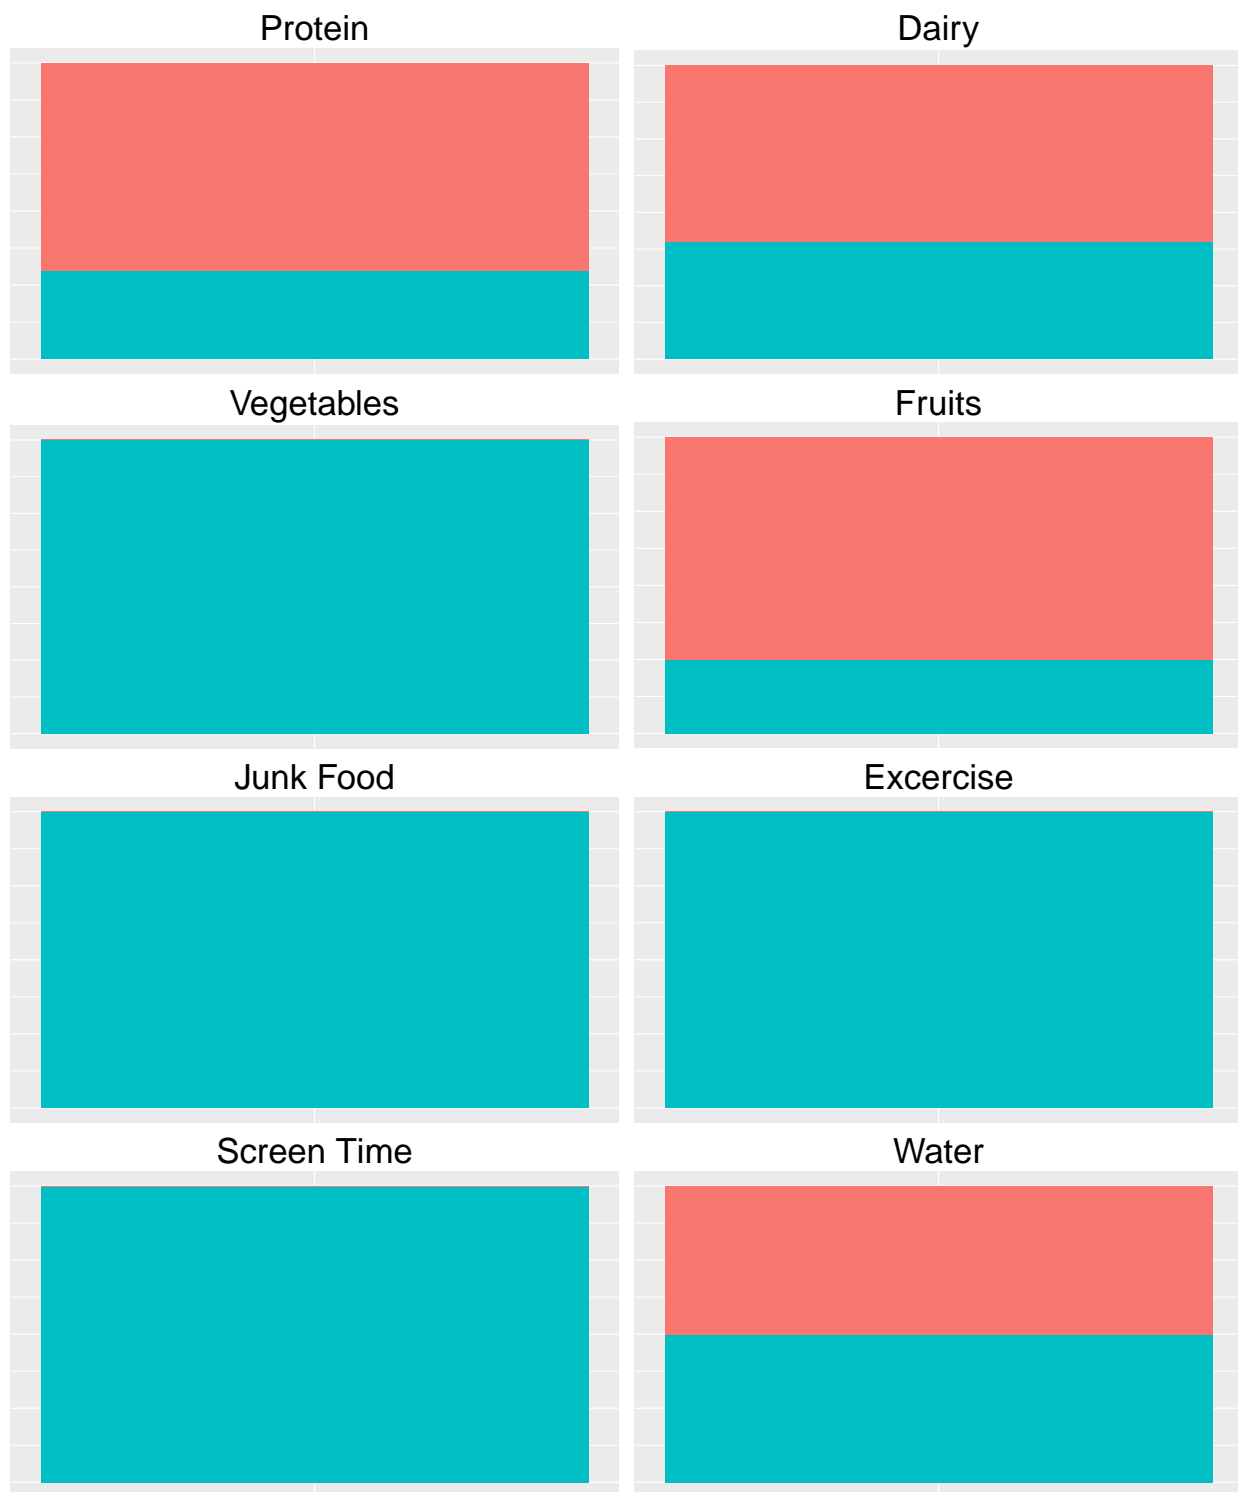 Protein
Dairy
Vegetables
Fruits
Junk Food
Excercise
Screen Time
Water